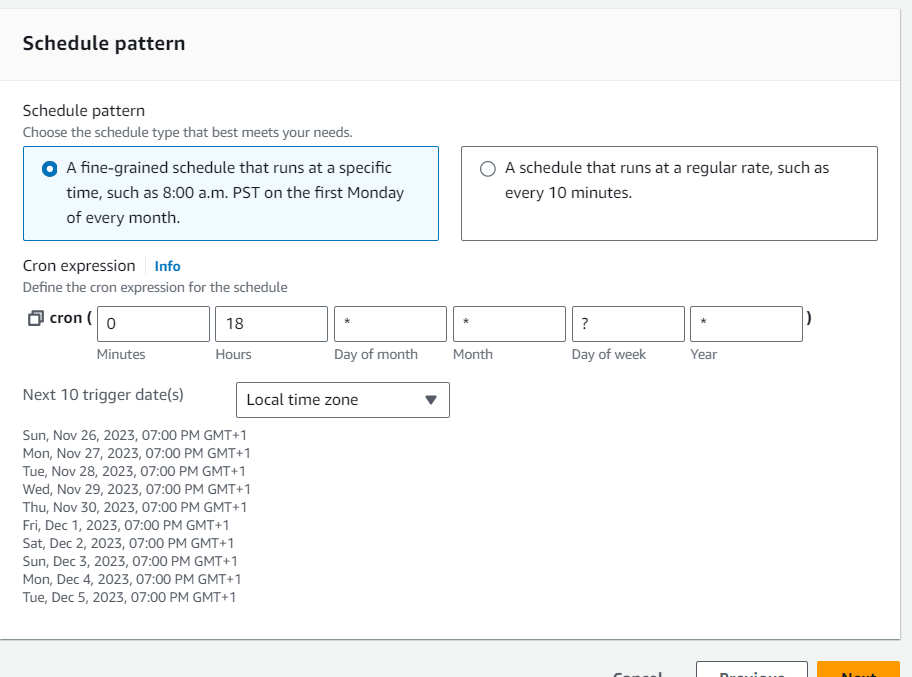 Schedule pattern
Schedule pattern
Choose the schedule type that best meets your needs.
A fine-grained schedule that runs at a specific
time, such as 8:00 a.m. PST on the first Monday
of every month.
A schedule that runs at a regular rate, such as
every 10 minutes.
Cron expression Info
Define the cron expression for the schedule
cron ( 0 18 * * ? * )
Minutes Hours Day of month Month Day of week Year
Next 10 trigger date(s) Local time zone
Sun, Nov 26, 2023, 07:00 PM GMT+1
Mon, Nov 27, 2023, 07:00 PM GMT+1
Tue, Nov 28, 2023, 07:00 PM GMT+1
Wed, Nov 29, 2023, 07:00 PM GMT+1
Thu, Nov 30, 2023, 07:00 PM GMT+1
Fri, Dec 1, 2023, 07:00 PM GMT+1
Sat, Dec 2, 2023, 07:00 PM GMT+1
Sun, Dec 3, 2023, 07:00 PM GMT+1
Mon, Dec 4, 2023, 07:00 PM GMT+1
Tue, Dec 5, 2023, 07:00 PM GMT+1
Cancel Previous Next